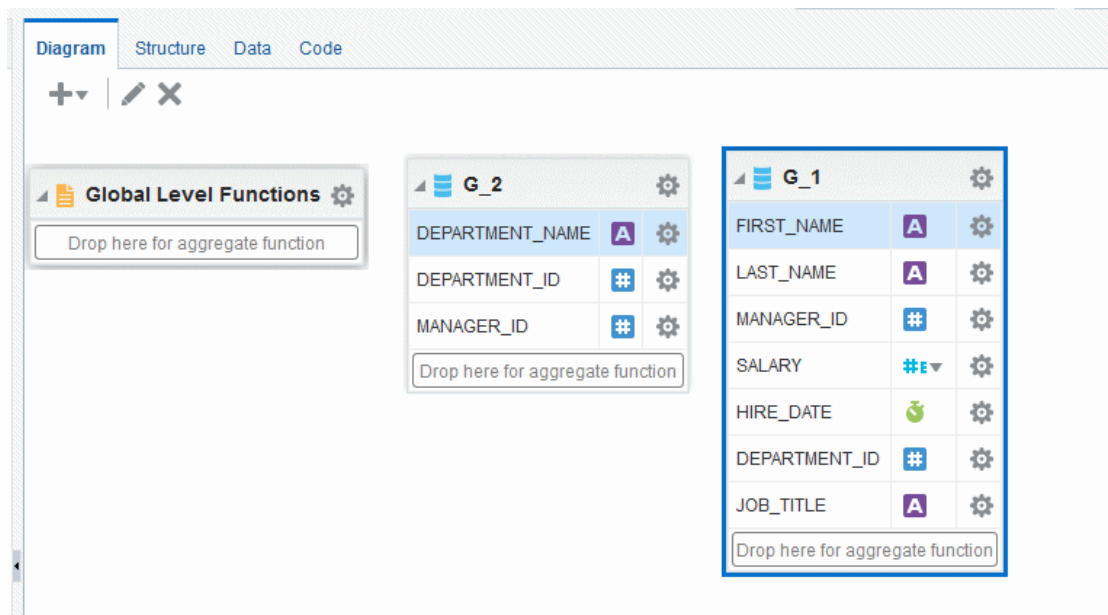 Diagram Structure Data Code
Global Level Functions
Drop here for aggregate function
G_2
DEPARTMENT_NAME A
DEPARTMENT_ID #
MANAGER_ID #
Drop here for aggregate function
G_1
FIRST_NAME A
LAST_NAME A
MANAGER_ID #
SALARY #E
HIRE_DATE
DEPARTMENT_ID #
JOB_TITLE A
Drop here for aggregate function